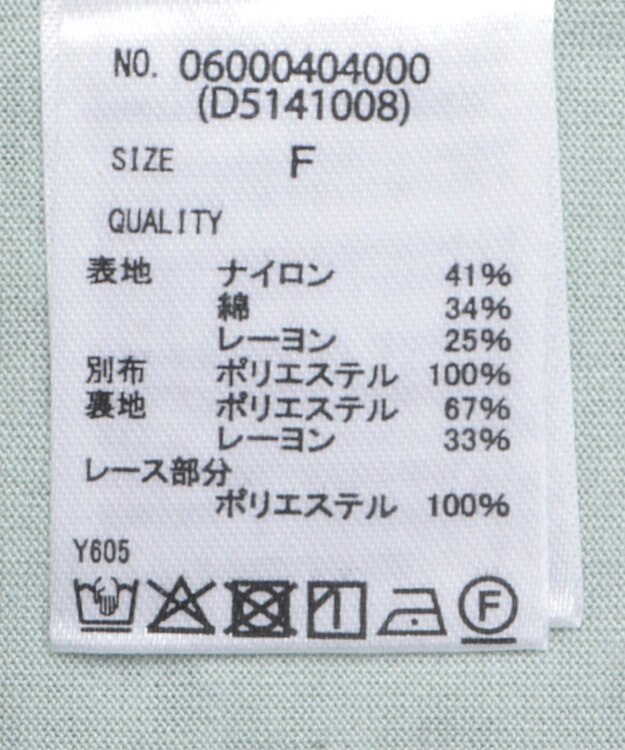 NO. 06000404000
(D5141008)
SIZE F
QUALITY
表地 ナイロン 41%
綿 34%
レーヨン 25%
別布 ポリエステル 100%
裏地 ポリエステル 67%
レーヨン 33%
レース部分
ポリエステル 100%
Y605
F